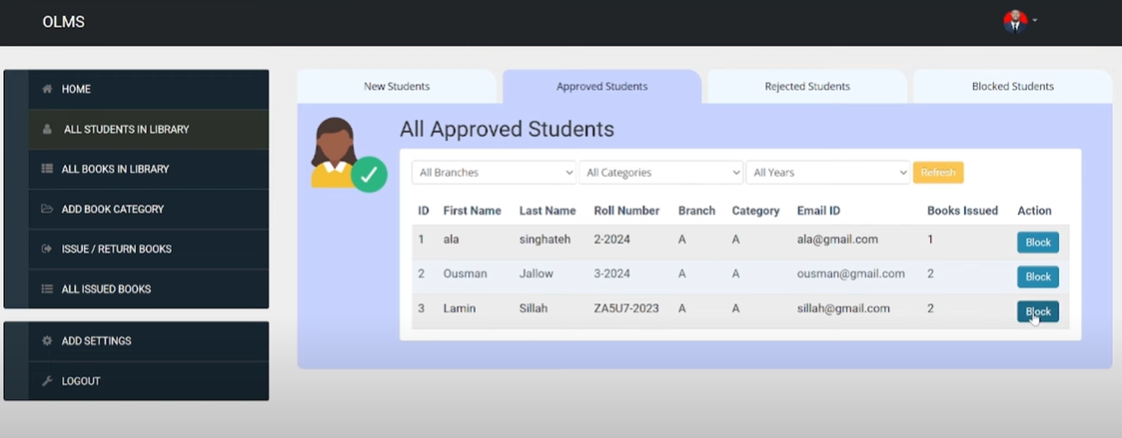 OLMS
HOME
ALL STUDENTS IN LIBRARY
ALL BOOKS IN LIBRARY
ADD BOOK CATEGORY
ISSUE / RETURN BOOKS
ALL ISSUED BOOKS
ADD SETTINGS
LOGOUT
New Students Approved Students Rejected Students Blocked Students
All Approved Students
All Branches All Categories All Years Refresh
ID First Name Last Name Roll Number Branch Category Email ID Books Issued Action
1 ala singhateh 2-2024 A A ala@gmail.com 1 Block
2 Ousman Jallow 3-2024 A A ousman@gmail.com 2 Block
3 Lamin Sillah ZA5U7-2023 A A sillah@gmail.com 2 Block